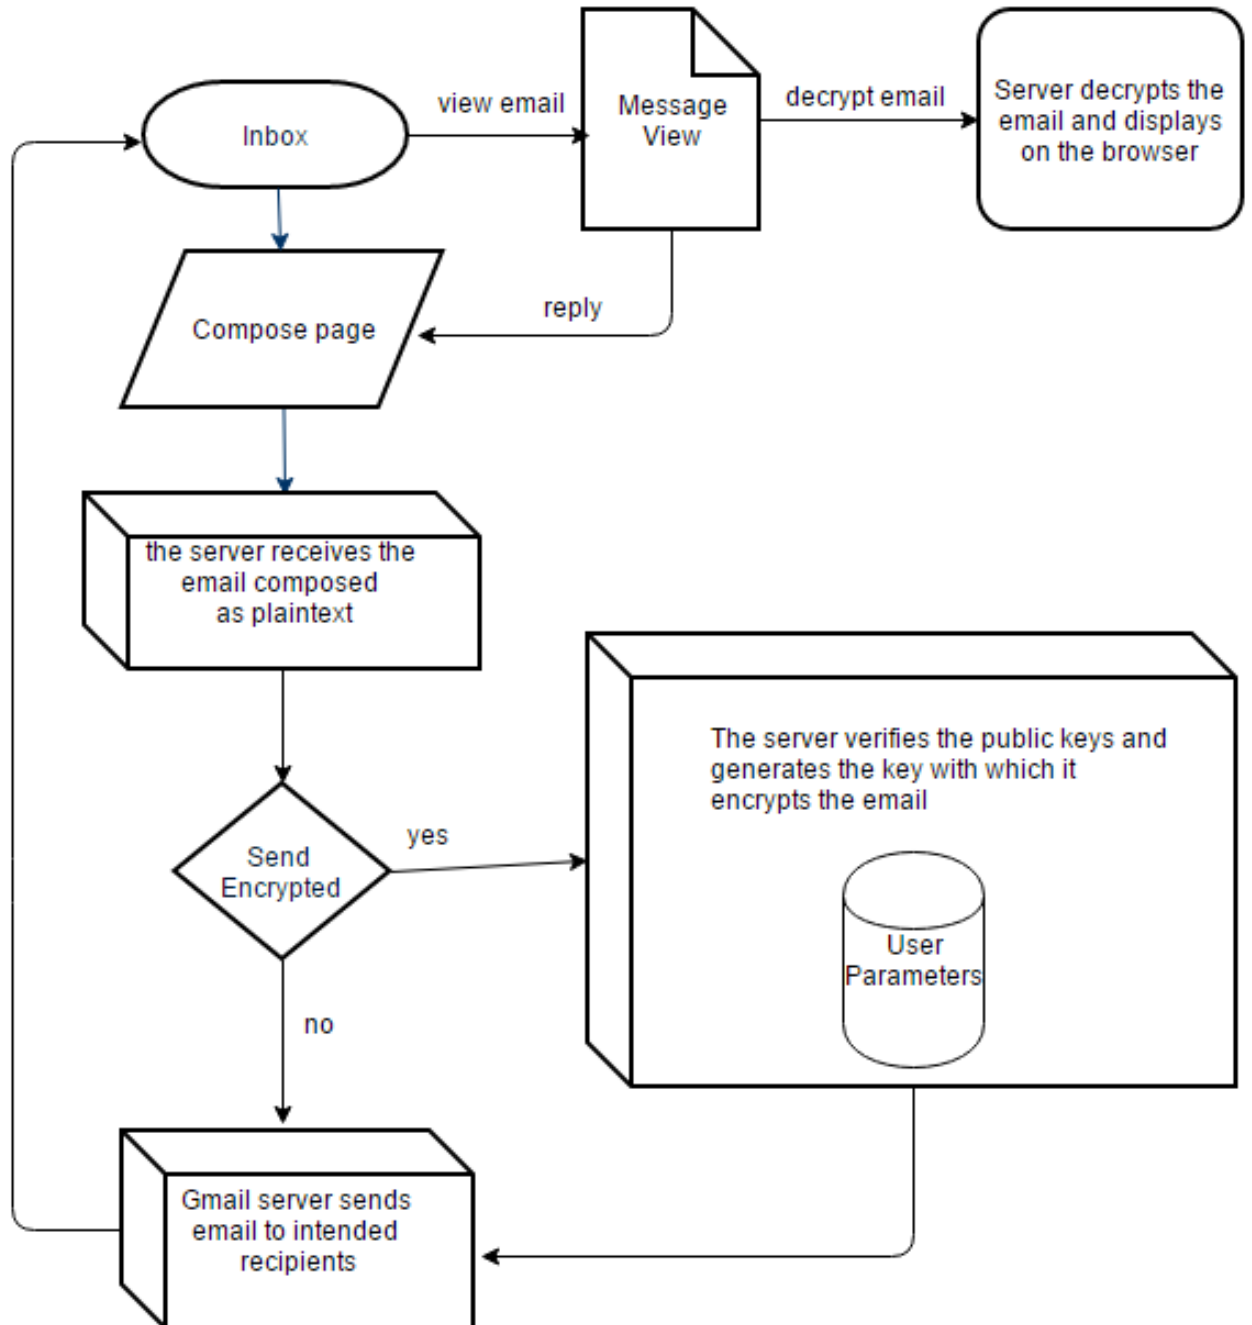 view email
Message
View
decrypt email
Server decrypts the
email and displays
on the browser
Inbox
reply
Compose page
the server receives the
email composed
as plaintext
The server verifies the public keys and
generates the key with which it
encrypts the email
yes
Send
Encrypted
User
Parameters
no
Gmail server sends
email to intended
recipients